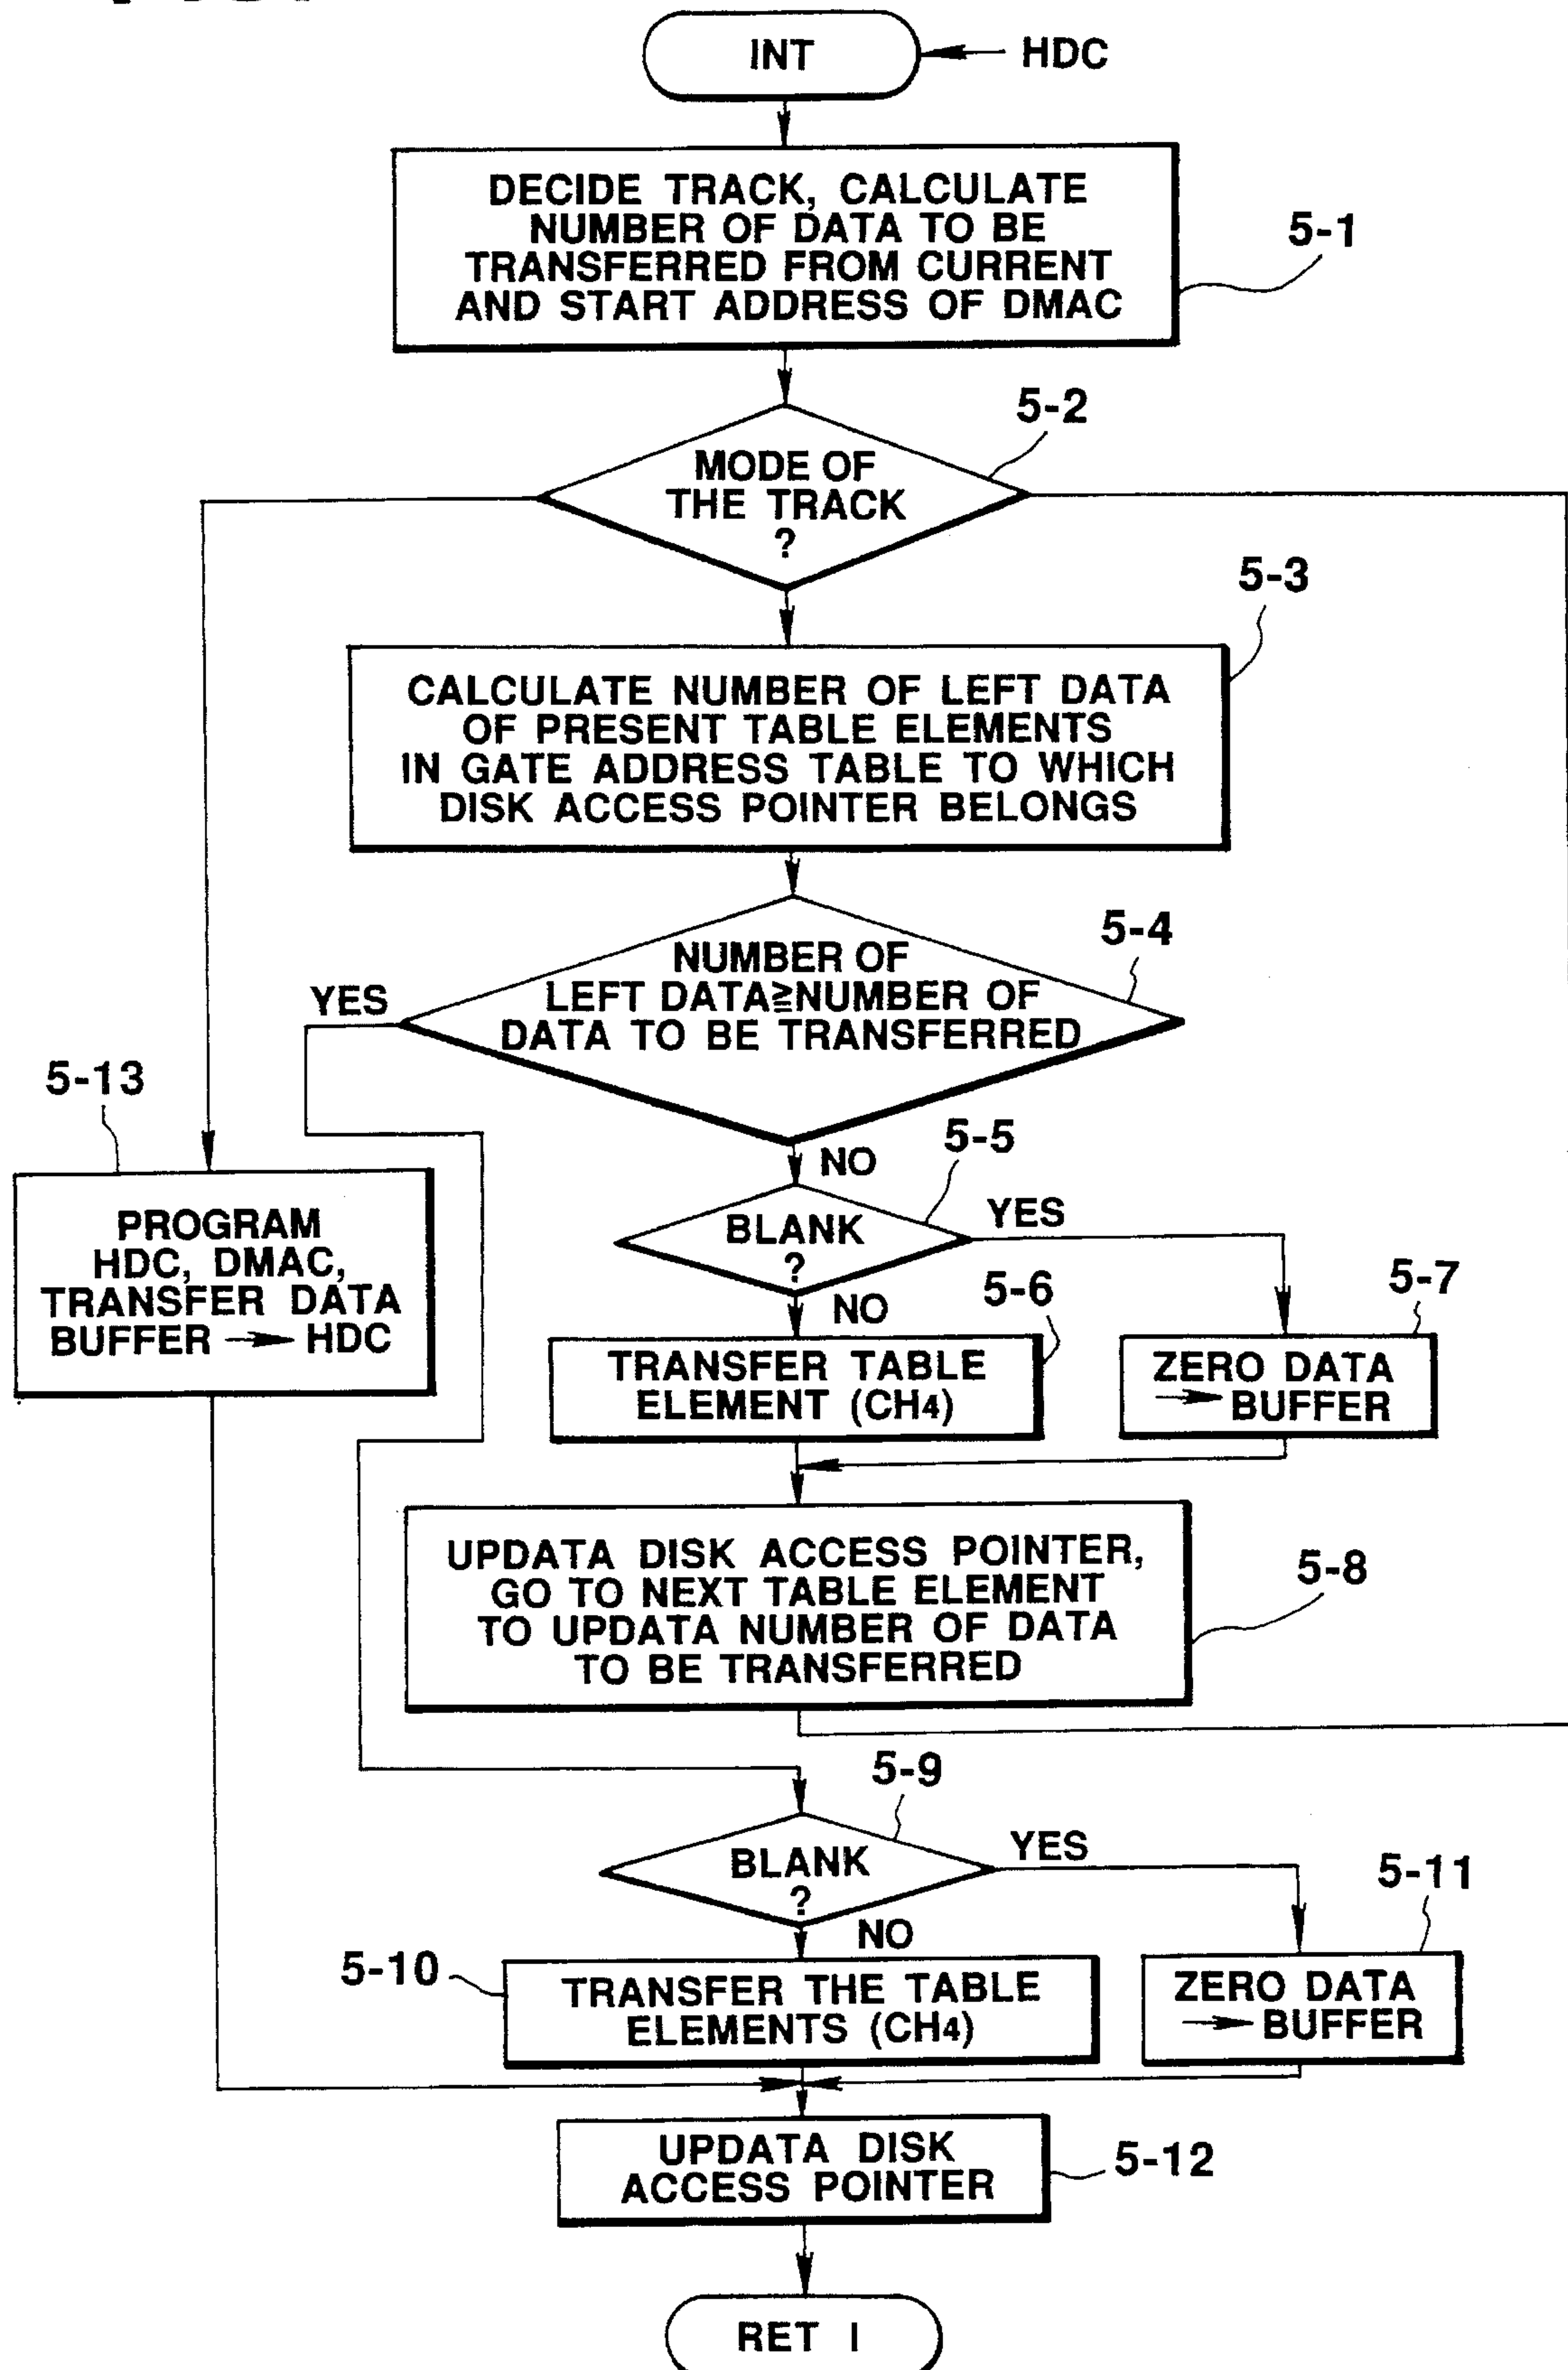 INT
HDC
DECIDE TRACK, CALCULATE
NUMBER OF DATA TO BE
TRANSFERRED FROM CURRENT
AND START ADDRESS OF DMAC
5-1
5-2
MODE OF
THE TRACK
?
5-3
CALCULATE NUMBER OF LEFT DATA
OF PRESENT TABLE ELEMENTS
IN GATE ADDRESS TABLE TO WHICH
DISK ACCESS POINTER BELONGS
5-4
NUMBER OF
LEFT DATA≧NUMBER OF
DATA TO BE TRANSFERRED
YES
NO
5-13
PROGRAM
HDC, DMAC,
TRANSFER DATA
BUFFER → HDC
5-5
BLANK
?
YES
NO
5-6
TRANSFER TABLE
ELEMENT (CH4)
5-7
ZERO DATA
→ BUFFER
UPDATA DISK ACCESS POINTER,
GO TO NEXT TABLE ELEMENT
TO UPDATA NUMBER OF DATA
TO BE TRANSFERRED
5-8
5-9
BLANK
?
YES
NO
5-10
TRANSFER THE TABLE
ELEMENTS (CH4)
5-11
ZERO DATA
→ BUFFER
UPDATA DISK
ACCESS POINTER
5-12
RET I